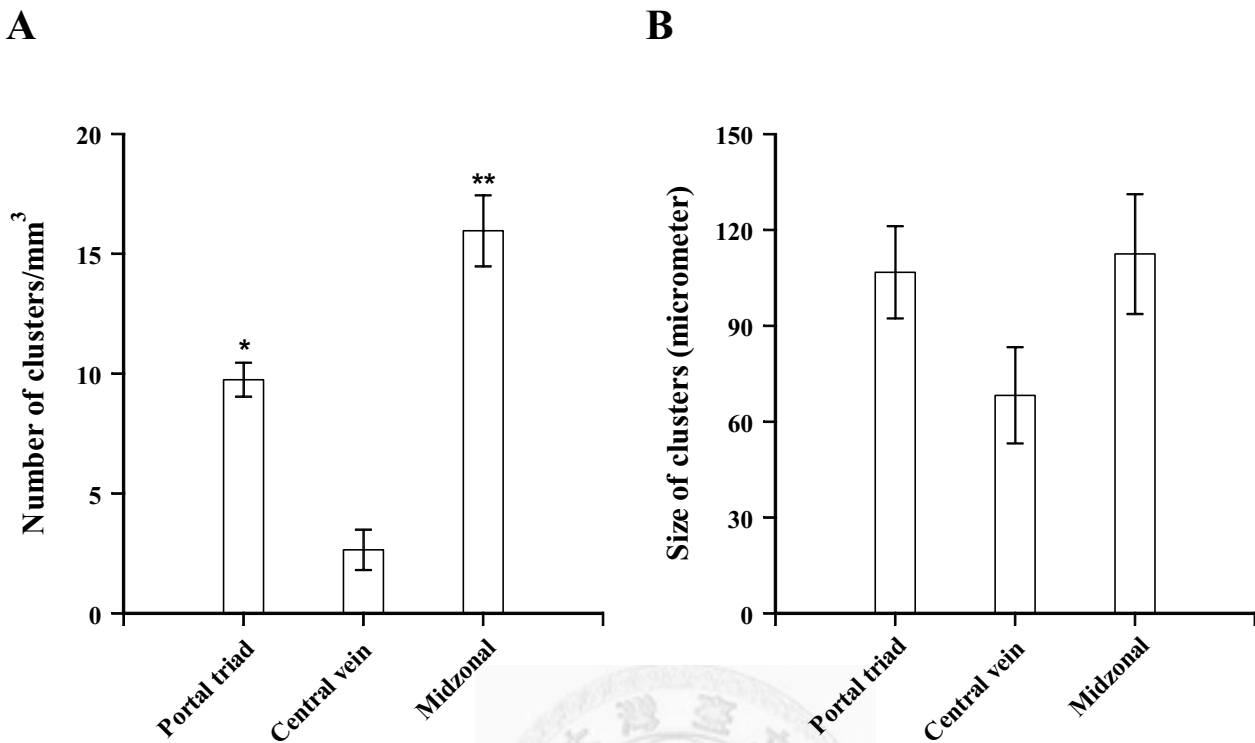 A
Number of clusters/mm³
20
15
10
5
0
*
**
Portal triad
Central vein
Midzonal
B
Size of clusters (micrometer)
150
120
90
60
30
0
Portal triad
Central vein
Midzonal